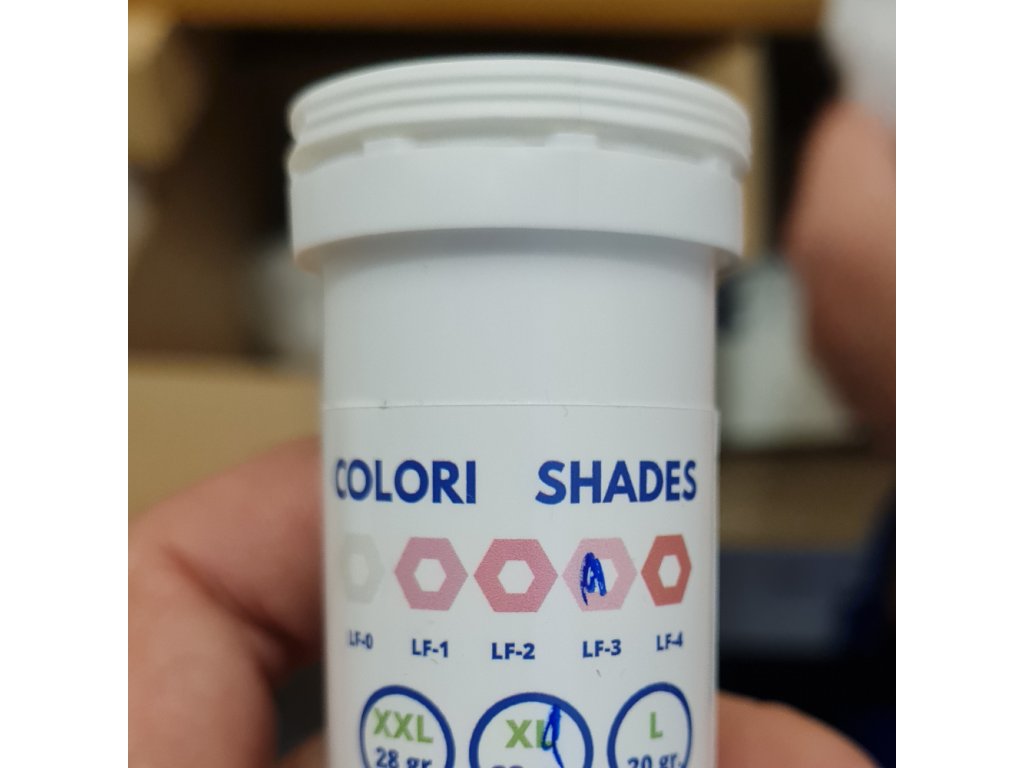 COLORI SHADES
LF-0 LF-1 LF-2 LF-3 LF-4
XXL XL L
28 gr. 20 gr.